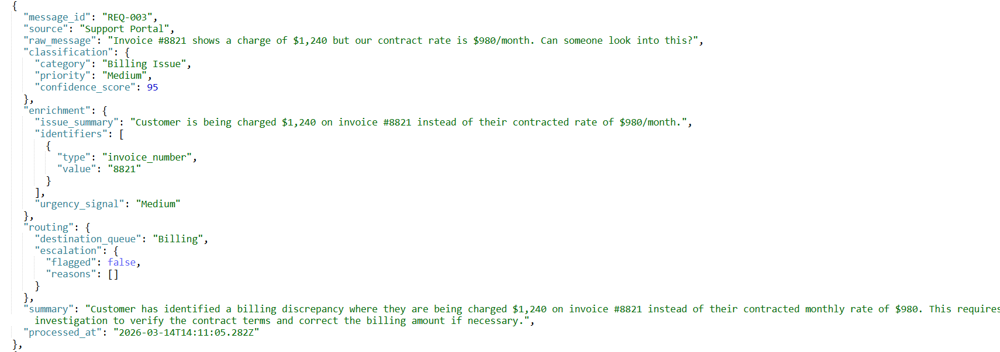 {
"message_id": "REQ-003",
"source": "Support Portal",
"raw_message": "Invoice #8821 shows a charge of $1,240 but our contract rate is $980/month. Can someone look into this?",
"classification": {
"category": "Billing Issue",
"priority": "Medium",
"confidence_score": 95
},
"enrichment": {
"issue_summary": "Customer is being charged $1,240 on invoice #8821 instead of their contracted rate of $980/month.",
"identifiers": [
{
"type": "invoice_number",
"value": "8821"
}
],
"urgency_signal": "Medium"
},
"routing": {
"destination_queue": "Billing",
"escalation": {
"flagged": false,
"reasons": []
}
},
"summary": "Customer has identified a billing discrepancy where they are being charged $1,240 on invoice #8821 instead of their contracted monthly rate of $980. This requires
investigation to verify the contract terms and correct the billing amount if necessary.",
"processed_at": "2026-03-14T14:11:05.282Z"
},